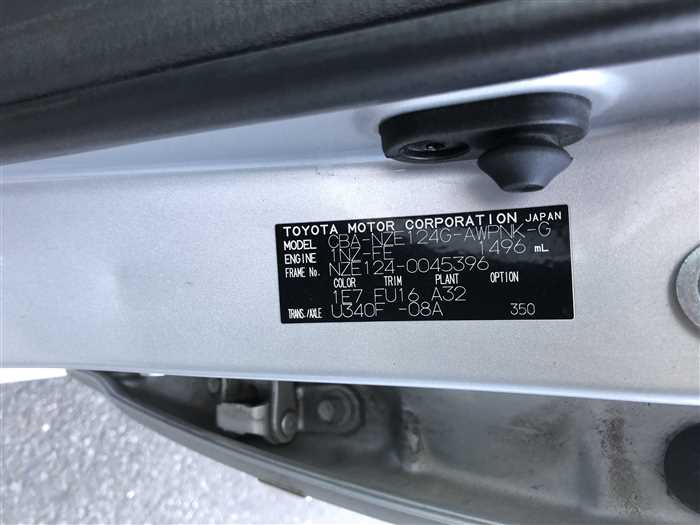 TOYOTA MOTOR CORPORATION JAPAN
MODEL CBA-NZE124G-AWPNK-G
ENGINE 1NZ-FE 1496 mL
FRAME No. NZE124-0045396
COLOR TRIM PLANT OPTION
1E7 FU16 A32
TRANS./AXLE U340F -08A 350